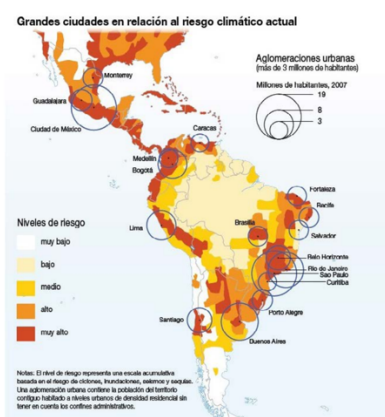 Grandes ciudades en relación al riesgo climático actual
Aglomeraciones urbanas
(más de 3 millones de habitantes)
Millones de habitantes, 2007
19
8
3
Monterrey
Guadalajara
Ciudad de México
Caracas
Medellín
Bogotá
Fortaleza
Recife
Lima
Brasilia
Salvador
Niveles de riesgo
muy bajo
bajo
medio
alto
muy alto
Belo Horizonte
Rio de Janeiro
Sao Paulo
Curitiba
Porto Alegre
Santiago
Buenos Aires
Notas: El nivel de riesgo representa una escala acumulativa
basada en el riesgo de ciclones, inundaciones, seismos y sequías.
Una aglomeración urbana contiene la población del territorio
contiguo habitado a niveles urbanos de densidad residencial sin
tener en cuenta los confines administrativos.